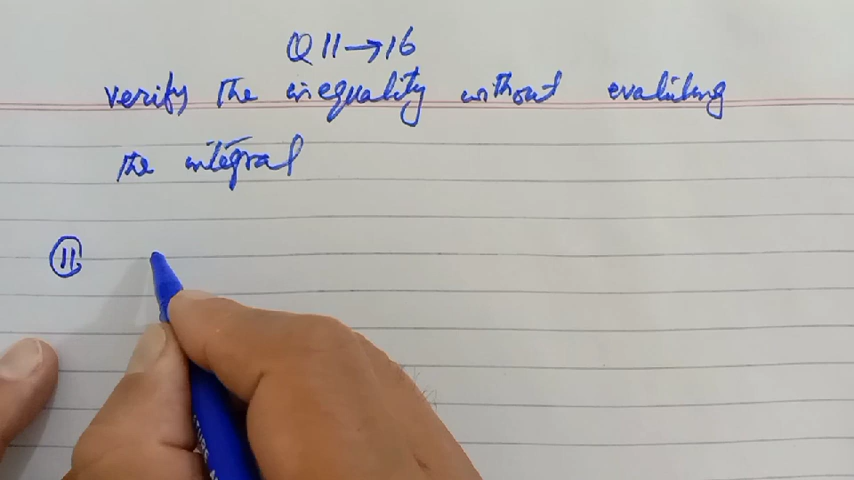 Q 11 → 16
verify the inequality without evaluating
the integral
11